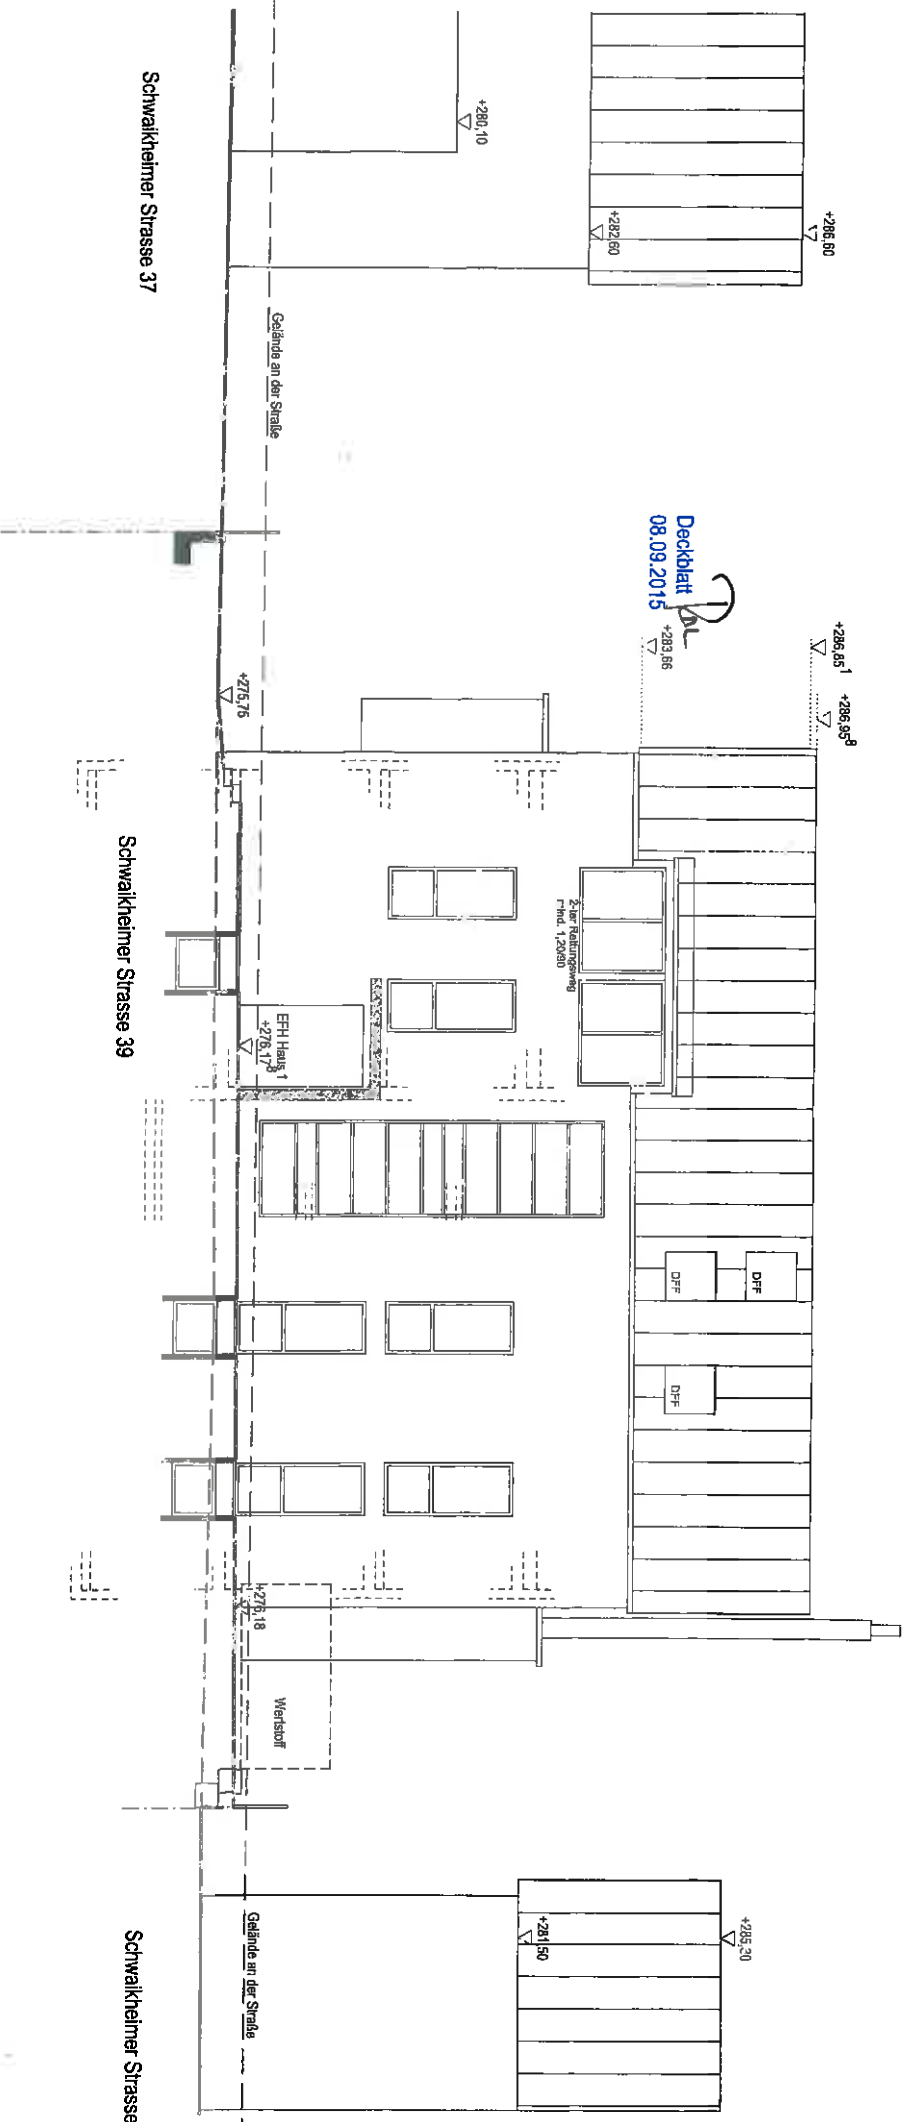 +286,60
+280,10
+282,60
Schwaikheimer Strasse 37
Gelände an der Straße
Deckblatt
08.09.2015
+286,85¹
+286,95⁸
+283,66
+275,75
Schwaikheimer Strasse 39
2-ter Rettungsweg
1,20/90
EFH Haus 1
+276,17⁸
DFF
DFF
DFF
+276,18
Wertstoff
+285,30
+281,50
Gelände an der Straße
Schwaikheimer Strasse